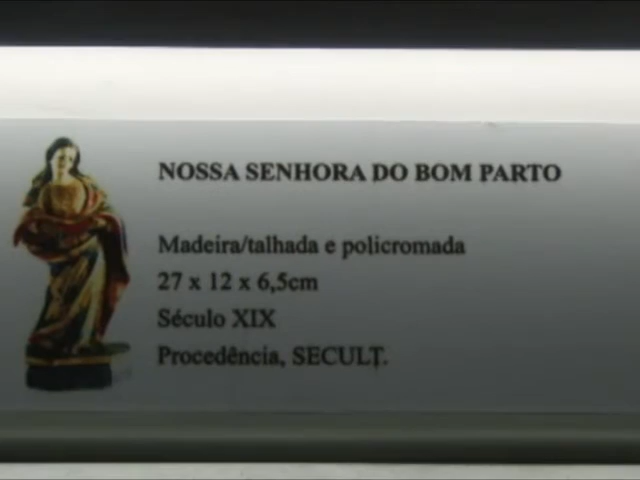 NOSSA SENHORA DO BOM PARTO
Madeira/talhada e policromada
27 x 12 x 6,5cm
Século XIX
Procedência, SECULT.